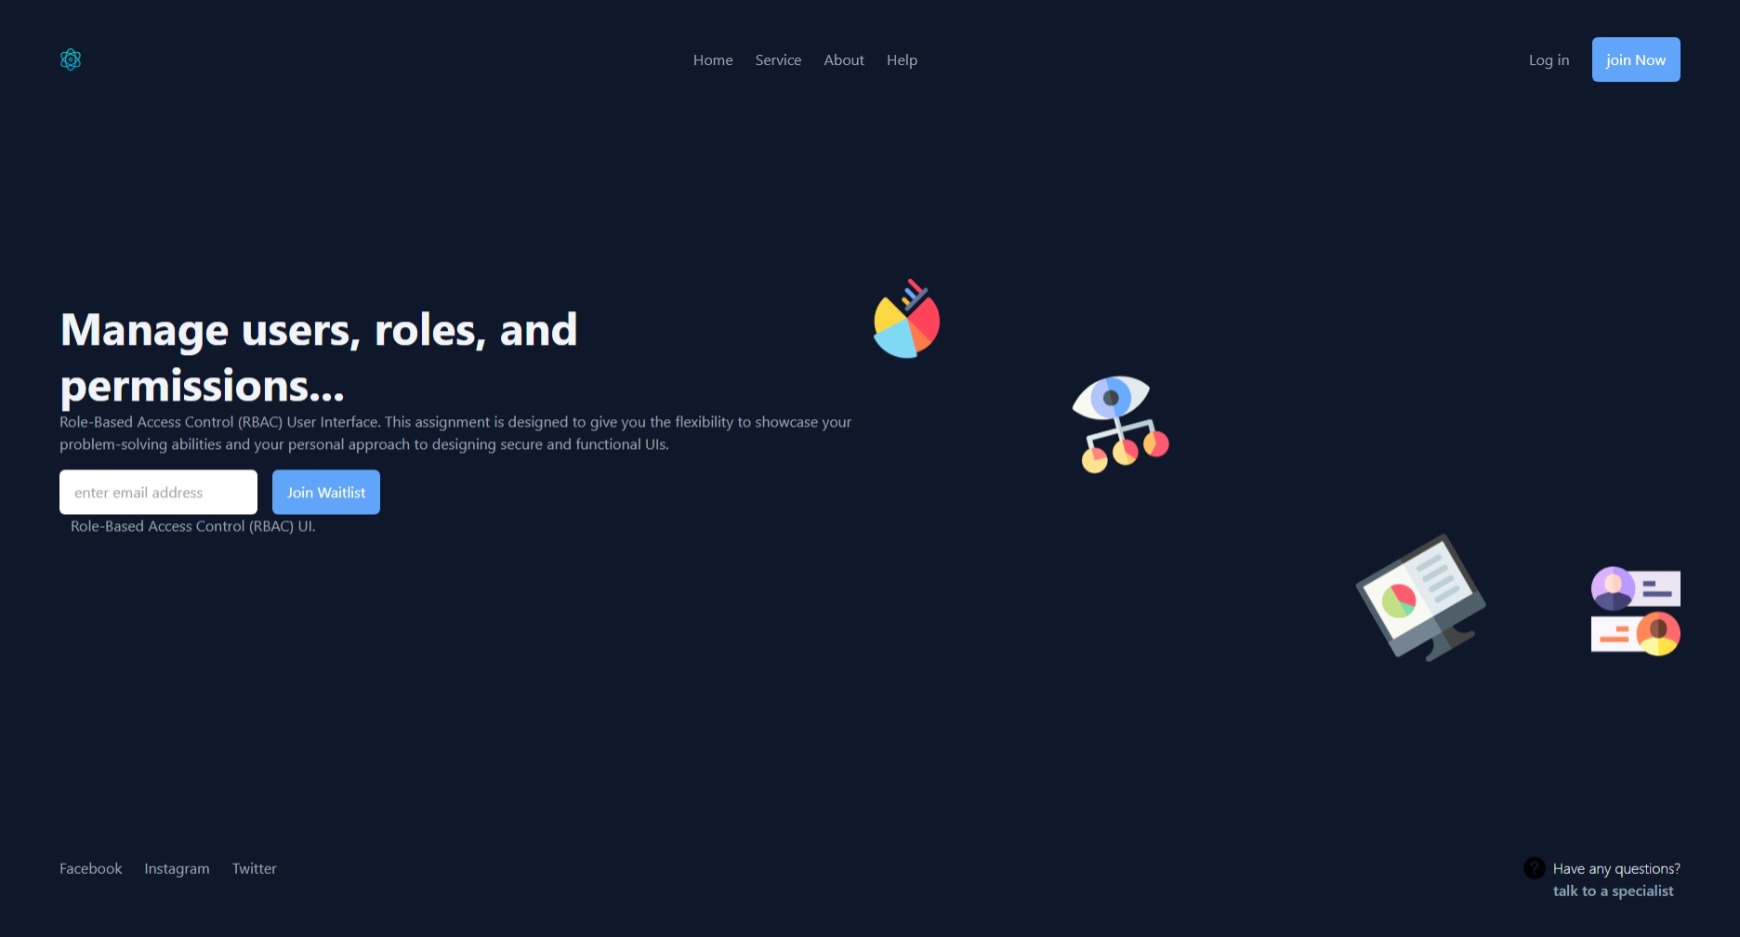 Home Service About Help
Log in join Now
Manage users, roles, and
permissions...
Role-Based Access Control (RBAC) User Interface. This assignment is designed to give you the flexibility to showcase your
problem-solving abilities and your personal approach to designing secure and functional UIs.
enter email address Join Waitlist
Role-Based Access Control (RBAC) UI.
Facebook Instagram Twitter
? Have any questions?
talk to a specialist